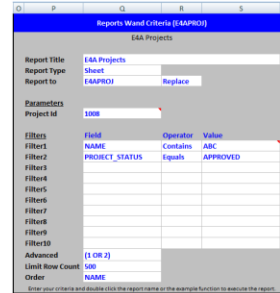 O P Q R S
Reports Wand Criteria (E4APROJ)
E4A Projects
Report Title E4A Projects
Report Type Sheet
Report to E4APROJ Replace
Parameters
Project Id 1008
Filters Field Operator Value
Filter1 NAME Contains ABC
Filter2 PROJECT_STATUS Equals APPROVED
Filter3
Filter4
Filter5
Filter6
Filter7
Filter8
Filter9
Filter10
Advanced (1 OR 2)
Limit Row Count 500
Order NAME
Enter your criteria and double click the report name or the example function to execute the report